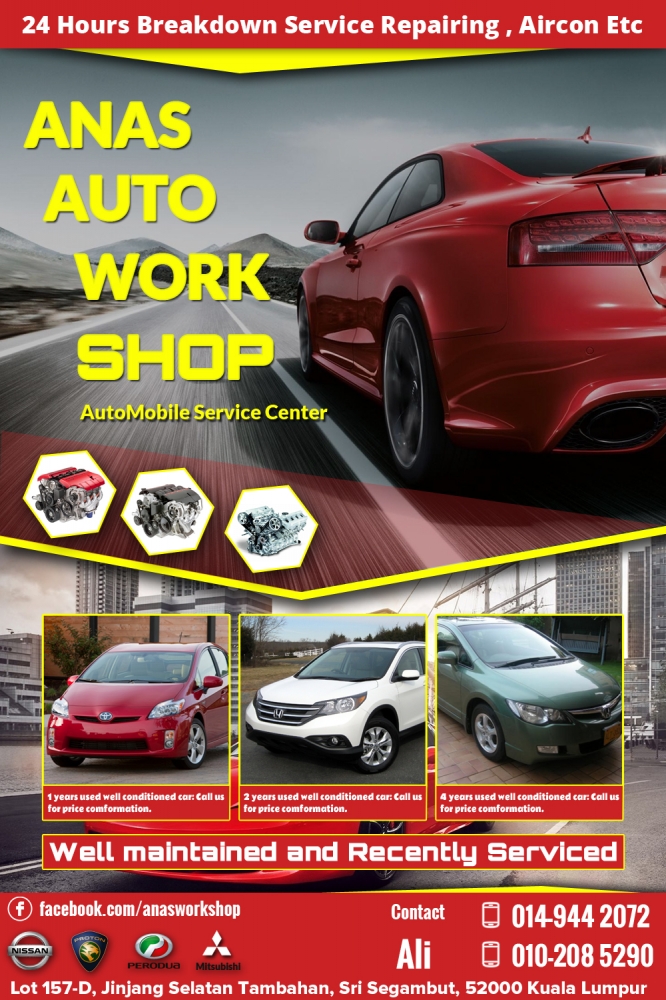 24 Hours Breakdown Service Repairing , Aircon Etc
ANAS
AUTO
WORK
SHOP
AutoMobile Service Center
1 years used well conditioned car: Call us
for price comformation.
2 years used well conditioned car: Call us
for price comformation.
4 years used well conditioned car: Call us
for price comformation.
Well maintained and Recently Serviced
facebook.com/anasworkshop
Contact
014-944 2072
Ali
010-208 5290
NISSAN
PROTON
PERODUA
Mitsubishi
Lot 157-D, Jinjang Selatan Tambahan, Sri Segambut, 52000 Kuala Lumpur